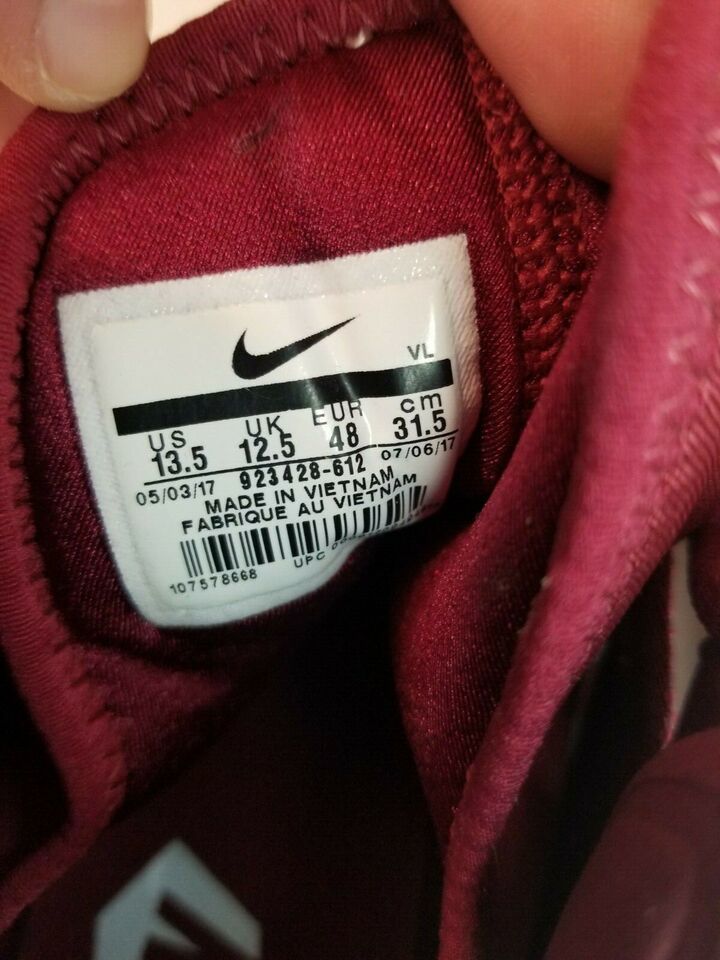 VL
US UK EUR cm
13.5 12.5 48 31.5
05/03/17 923428-612 07/06/17
MADE IN VIETNAM
FABRIQUE AU VIETNAM
107578668 UPC